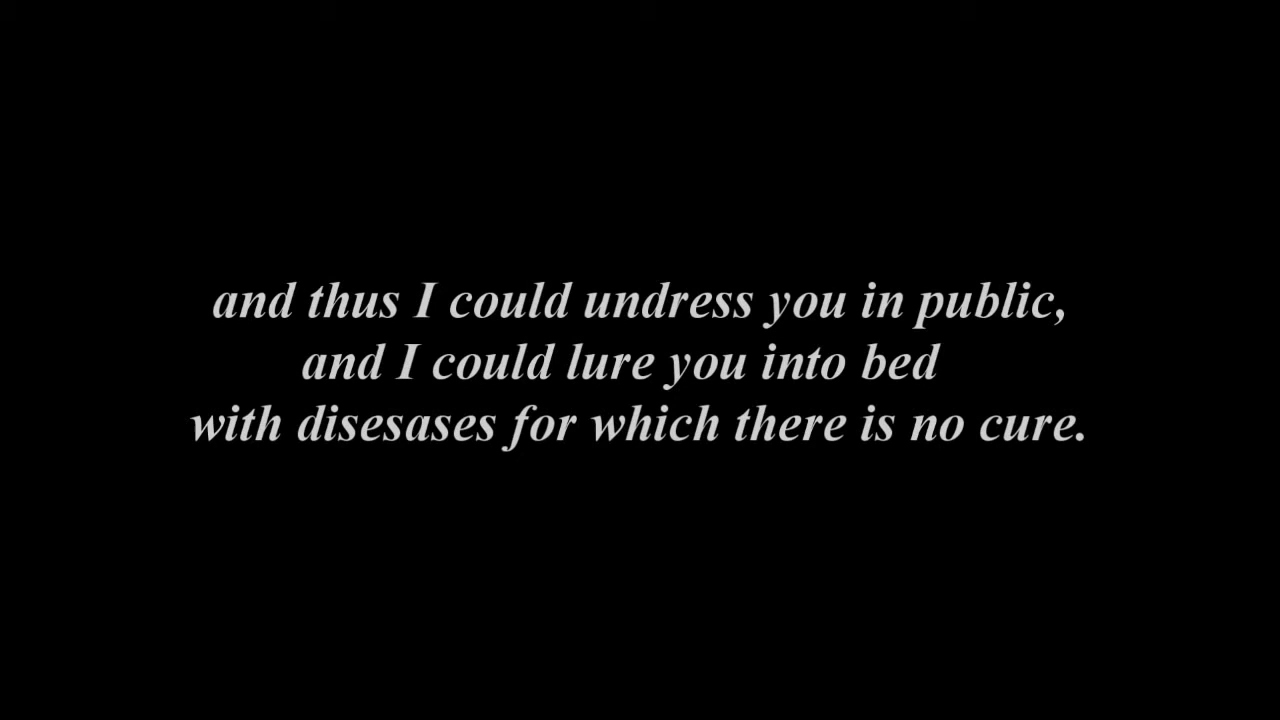 and thus I could undress you in public,
and I could lure you into bed
with disesases for which there is no cure.